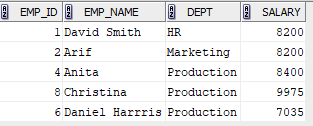 EMP_ID EMP_NAME DEPT SALARY
1 David Smith HR 8200
2 Arif Marketing 8200
4 Anita Production 8400
8 Christina Production 9975
6 Daniel Harrris Production 7035